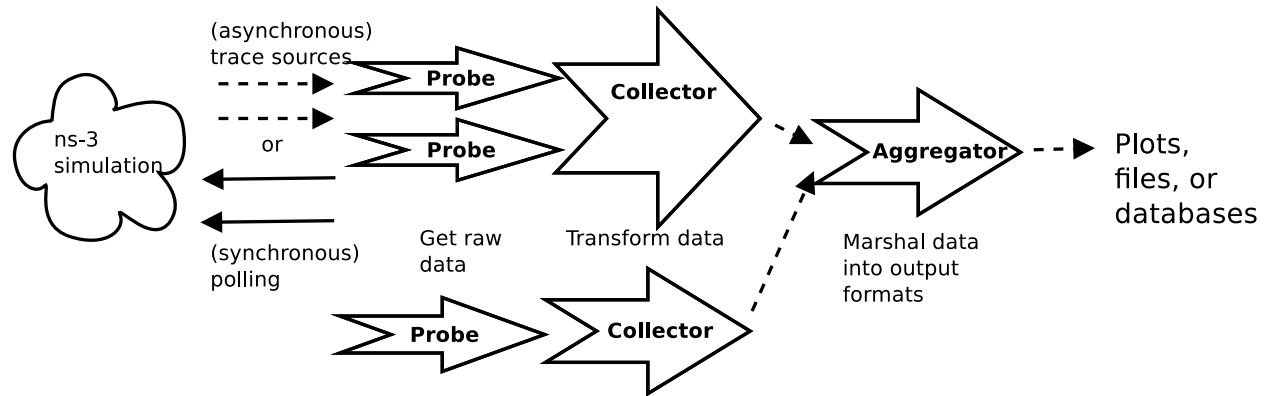 (asynchronous)
trace sources
Probe
Collector
ns-3
simulation
or
Probe
Aggregator
Plots,
files, or
databases
(synchronous)
polling
Get raw
data
Transform data
Marshal data
into output
formats
Probe
Collector